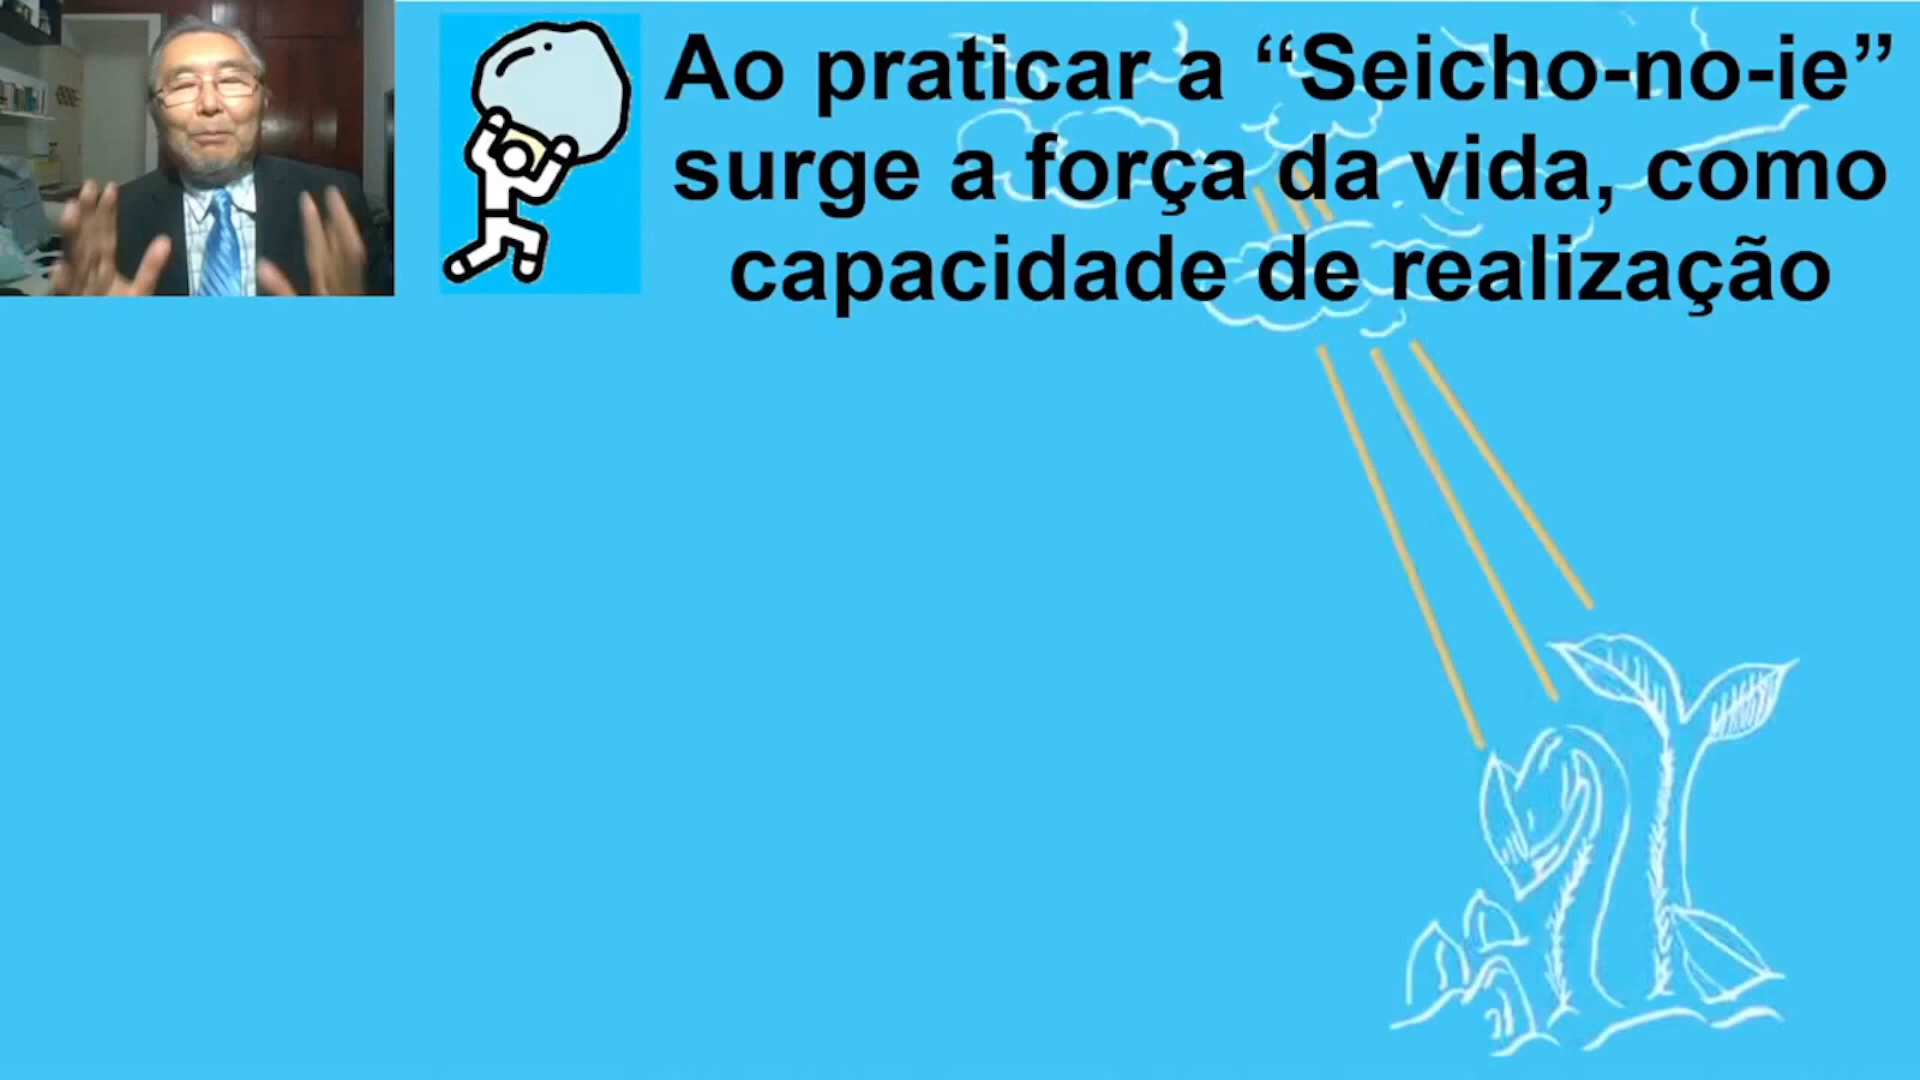 Ao praticar a “Seicho-no-ie”
surge a força da vida, como
capacidade de realização